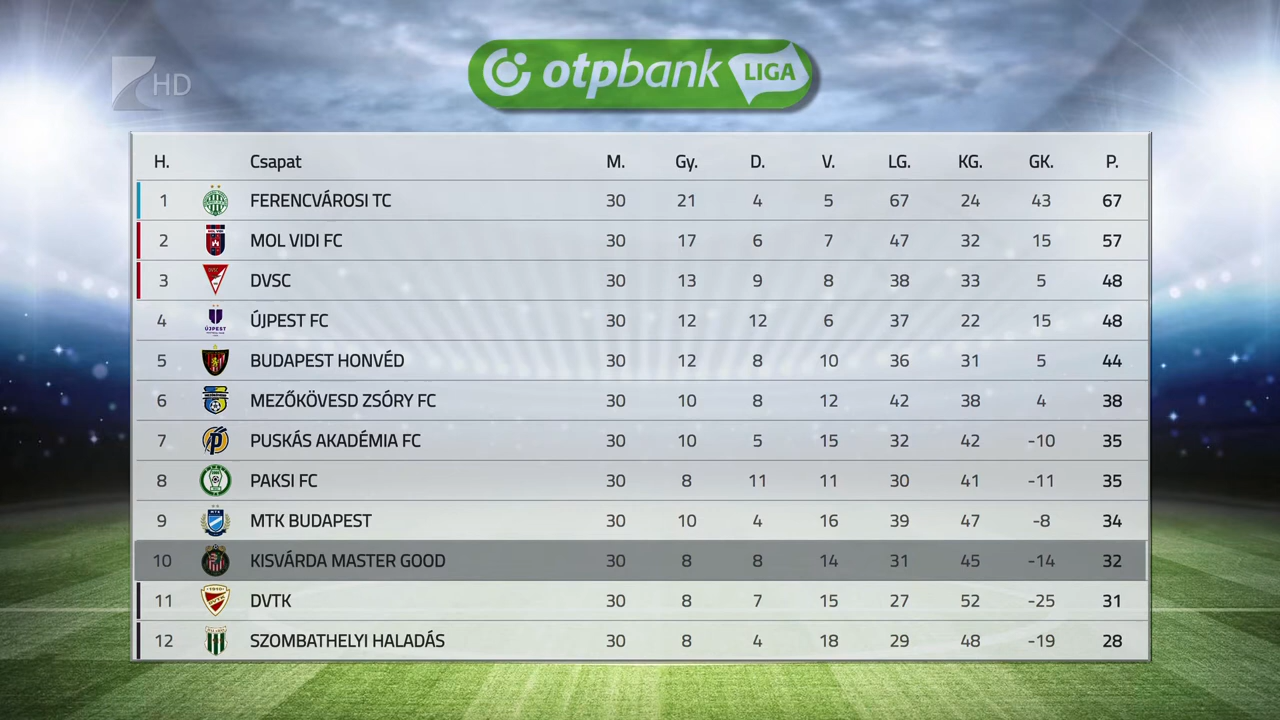 HD
otpbank LIGA
H. Csapat M. Gy. D. V. LG. KG. GK. P.
1 FERENCVÁROSI TC 30 21 4 5 67 24 43 67
2 MOL VIDI FC 30 17 6 7 47 32 15 57
3 DVSC 30 13 9 8 38 33 5 48
4 ÚJPEST FC 30 12 12 6 37 22 15 48
5 BUDAPEST HONVÉD 30 12 8 10 36 31 5 44
6 MEZŐKÖVESD ZSÓRY FC 30 10 8 12 42 38 4 38
7 PUSKÁS AKADÉMIA FC 30 10 5 15 32 42 -10 35
8 PAKSI FC 30 8 11 11 30 41 -11 35
9 MTK BUDAPEST 30 10 4 16 39 47 -8 34
10 KISVÁRDA MASTER GOOD 30 8 8 14 31 45 -14 32
11 DVTK 30 8 7 15 27 52 -25 31
12 SZOMBATHELYI HALADÁS 30 8 4 18 29 48 -19 28